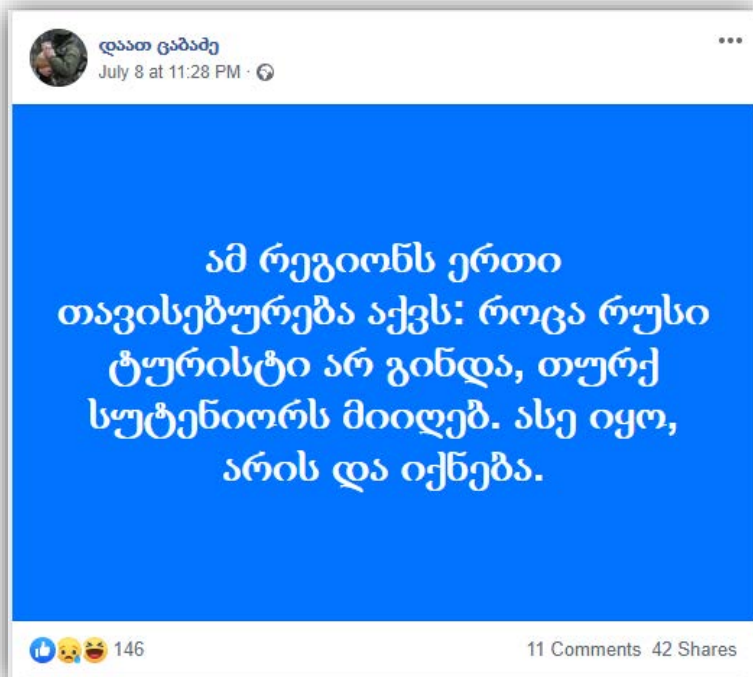 დაათ ცაბაძე
July 8 at 11:28 PM ·
ამ რეგიონს ერთი
თავისებურება აქვს: როცა რუსი
ტურისტი არ გინდა, თურქ
სუტენიორს მიიღებ. ასე იყო,
არის და იქნება.
146
11 Comments 42 Shares